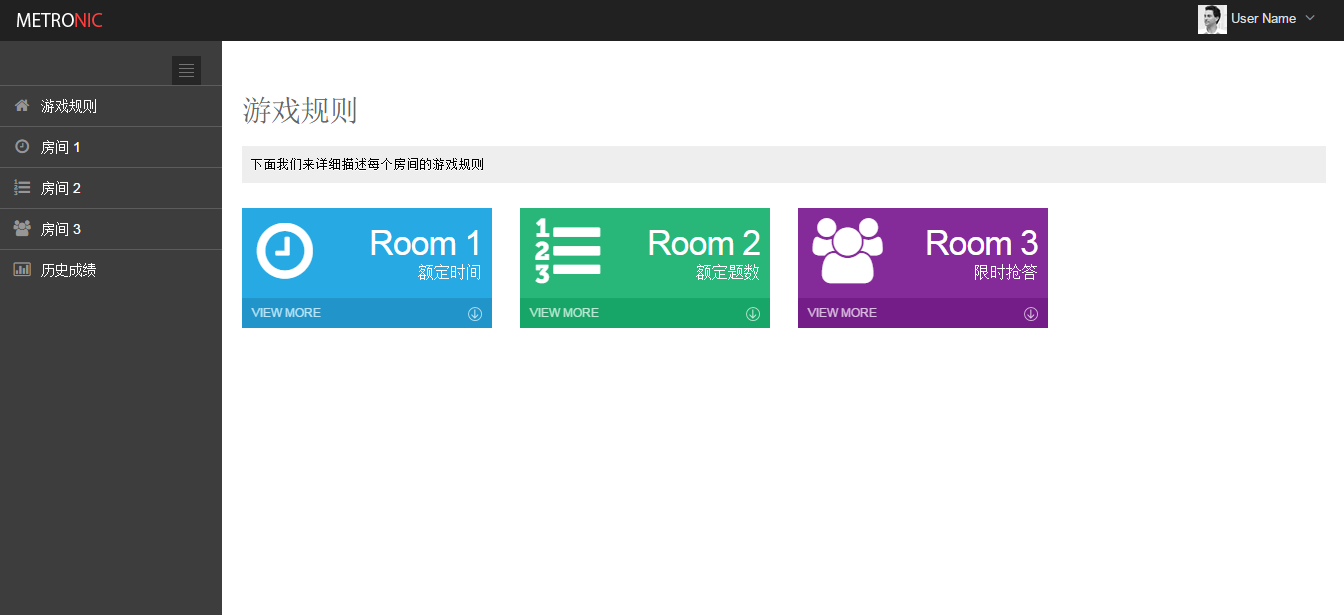 METRONIC
User Name
游戏规则
房间 1
房间 2
房间 3
历史成绩
游戏规则
下面我们来详细描述每个房间的游戏规则
Room 1
额定时间
VIEW MORE
1
2
3
Room 2
额定题数
VIEW MORE
Room 3
限时抢答
VIEW MORE